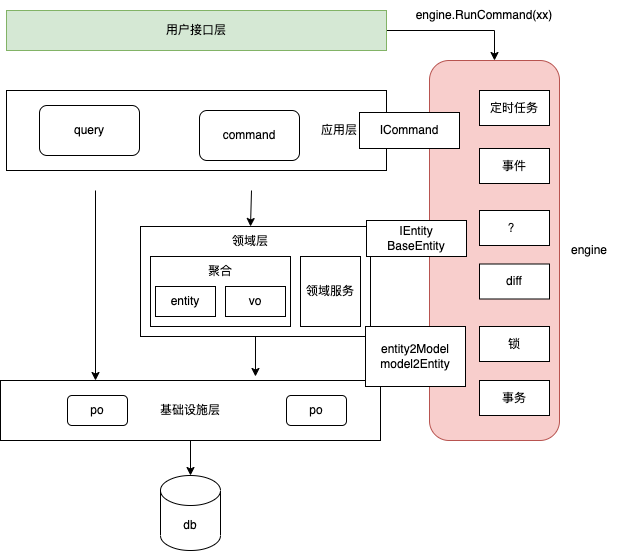 engine.RunCommand(xx)
用户接口层
query
command
应用层
ICommand
定时任务
事件
IEntity
BaseEntity
?
engine
领域层
聚合
entity
vo
领域服务
diff
entity2Model
model2Entity
锁
事务
po
基础设施层
po
db